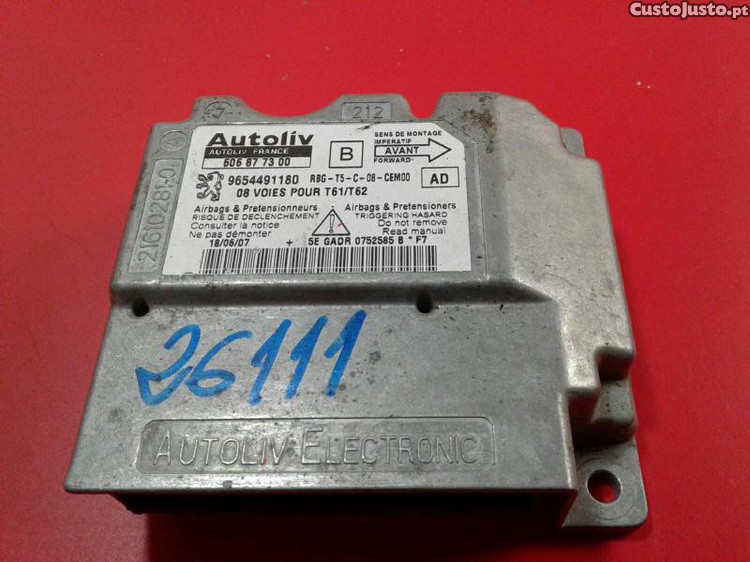 CustoJusto.pt
7
212
21610281-0
A
Autoliv
AUTOLIV FRANCE
606 87 73 00
B
SENS DE MONTAGE
IMPERATIF
AVANT
FORWARD
9654491180 RBG-T5-C-08-CEM00
AD
08 VOIES POUR T61/T62
Airbags & Pretensionneurs
RISQUE DE DECLENCHEMENT
Consulter la notice
Ne pas démonter
Airbags & Pretensioners
TRIGGERING HASARD
Do not remove
Read manual
18/06/07 + 5E GADR 0752585 B * F7
26111
AUTOLIV ELECTRONIC